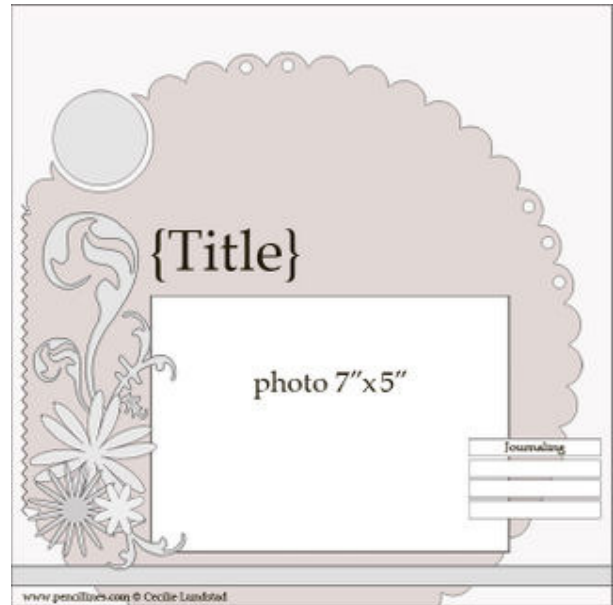 {Title}
photo 7”x5”
Journaling
www.pencillines.com © Cecilie Lundstad